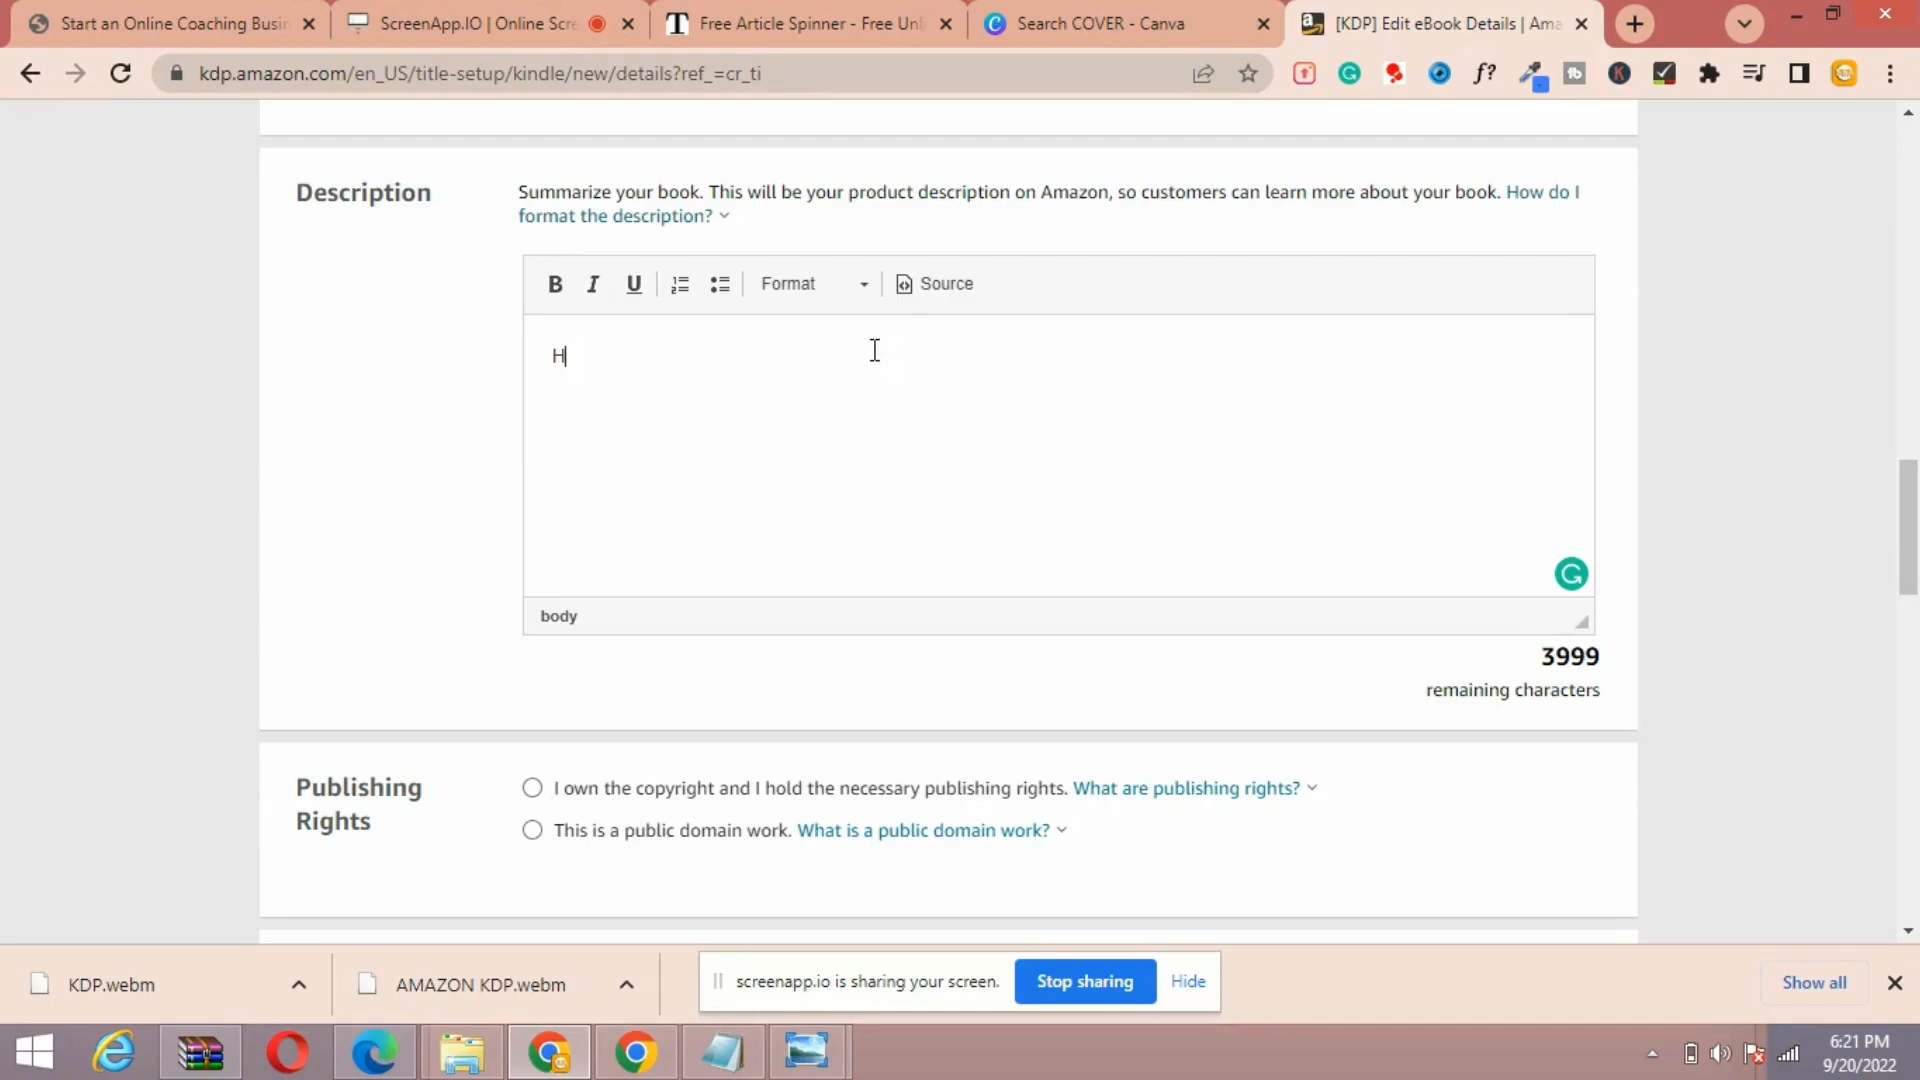 Start an Online Coaching Busin
ScreenApp.IO | Online Scre
Free Article Spinner - Free Unl
Search COVER - Canva
[KDP] Edit eBook Details | Ama
kdp.amazon.com/en_US/title-setup/kindle/new/details?ref_=cr_ti
Description
Summarize your book. This will be your product description on Amazon, so customers can learn more about your book. How do I
format the description?
B I U Format Source
H
body
3999
remaining characters
Publishing
Rights
I own the copyright and I hold the necessary publishing rights. What are publishing rights?
This is a public domain work. What is a public domain work?
KDP.webm
AMAZON KDP.webm
screenapp.io is sharing your screen.
Stop sharing
Hide
Show all
6:21 PM
9/20/2022